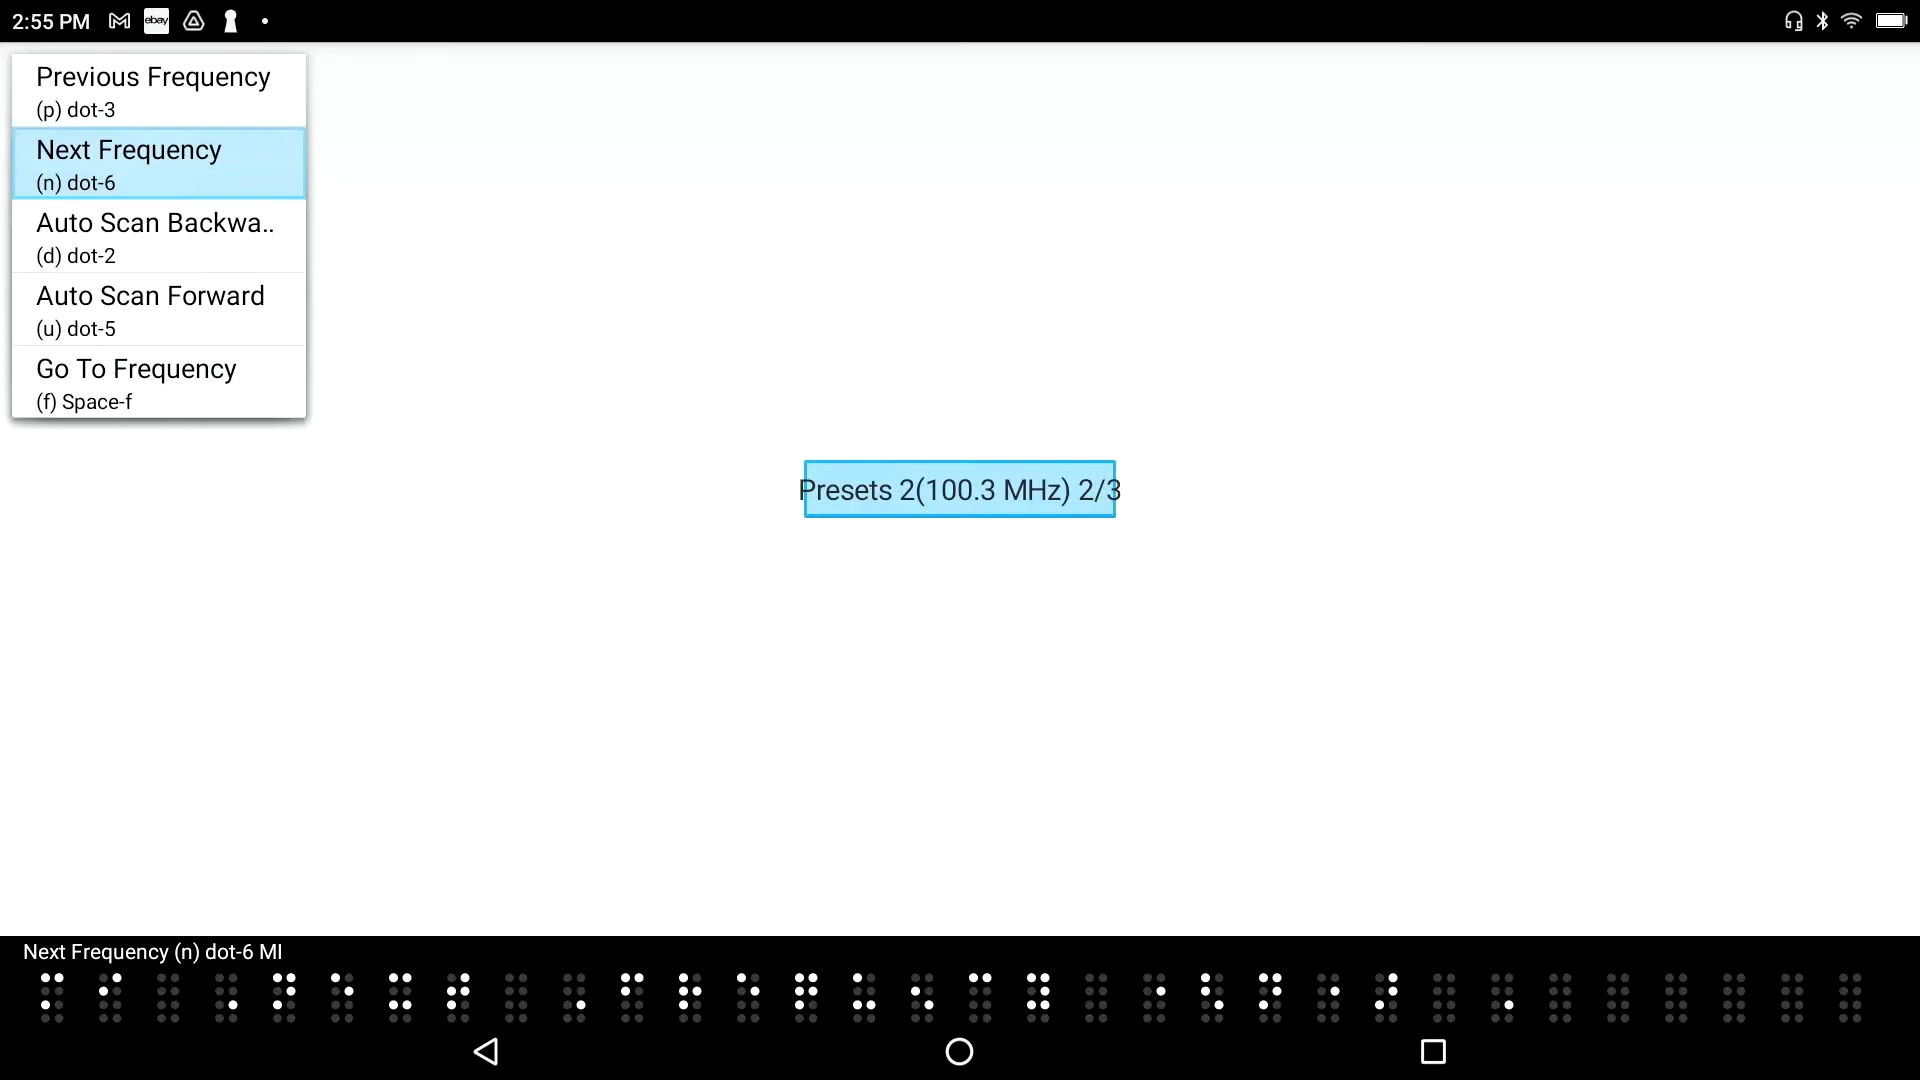 2:55 PM ebay
Previous Frequency
(p) dot-3
Next Frequency
(n) dot-6
Auto Scan Backwa..
(d) dot-2
Auto Scan Forward
(u) dot-5
Go To Frequency
(f) Space-f
Presets 2(100.3 MHz) 2/3
Next Frequency (n) dot-6 MI